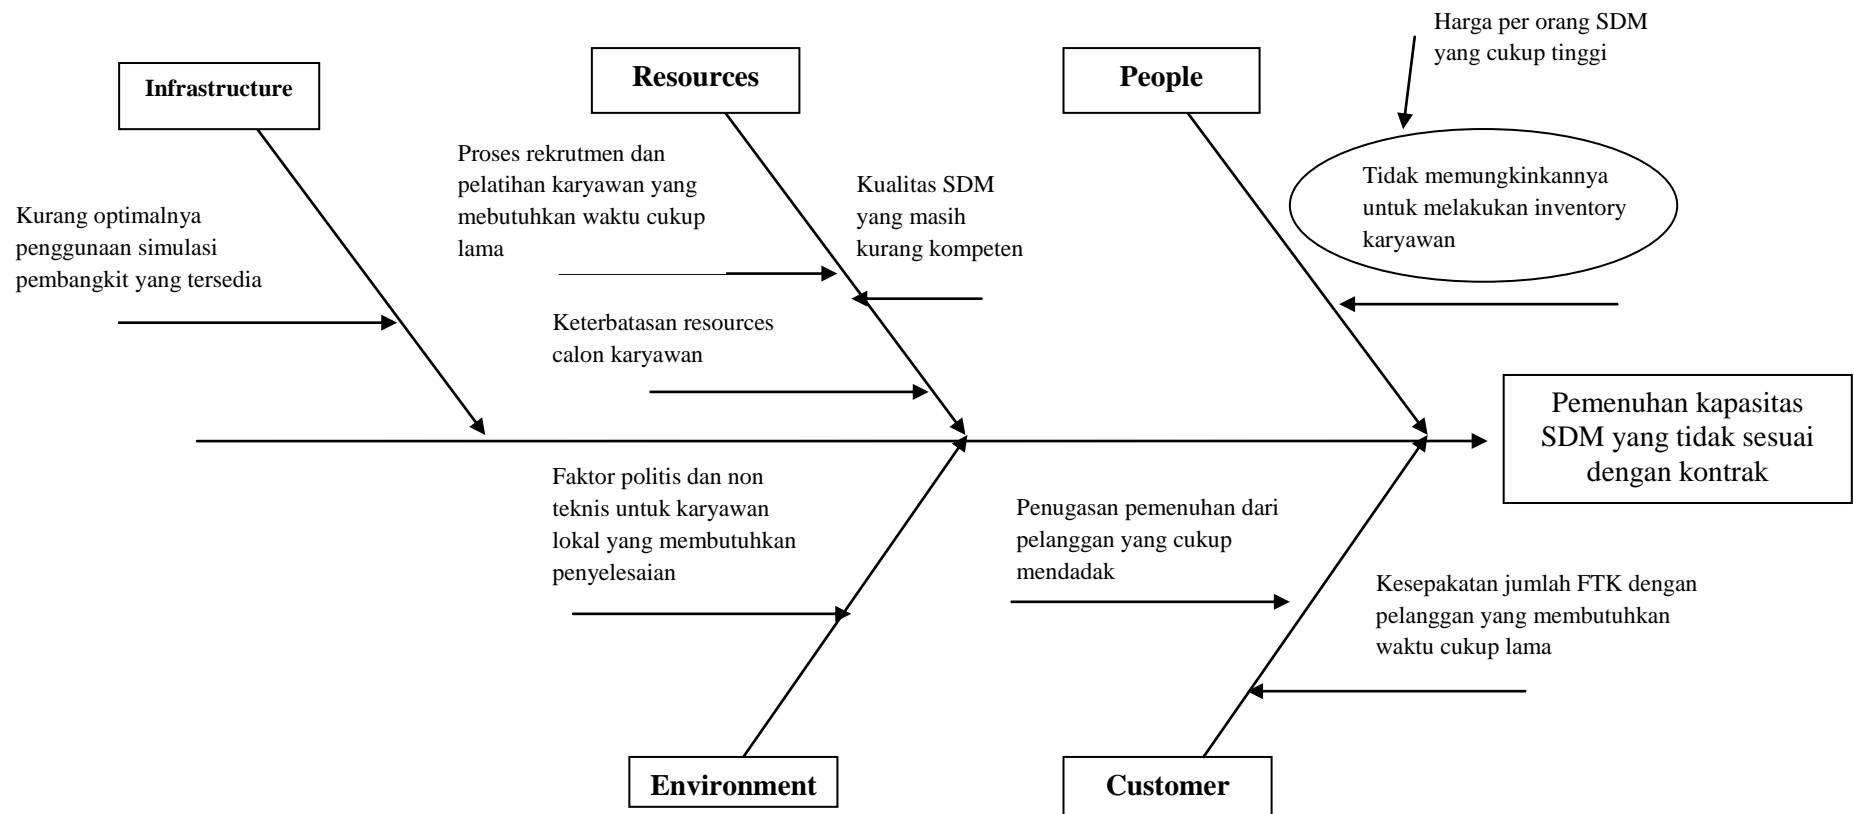 Harga per orang SDM
yang cukup tinggi
Infrastructure
Resources
People
Proses rekrutmen dan
pelatihan karyawan yang
mebutuhkan waktu cukup
lama
Kualitas SDM
yang masih
kurang kompeten
Tidak memungkinkannya
untuk melakukan inventory
karyawan
Kurang optimalnya
penggunaan simulasi
pembangkit yang tersedia
Keterbatasan resources
calon karyawan
Pemenuhan kapasitas
SDM yang tidak sesuai
dengan kontrak
Faktor politis dan non
teknis untuk karyawan
lokal yang membutuhkan
penyelesaian
Penugasan pemenuhan dari
pelanggan yang cukup
mendadak
Kesepakatan jumlah FTK dengan
pelanggan yang membutuhkan
waktu cukup lama
Environment
Customer